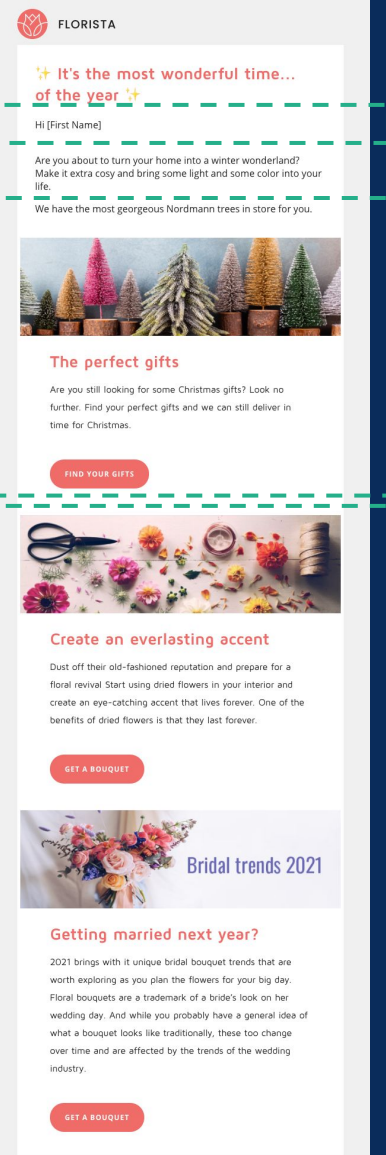 FLORISTA
✨ It's the most wonderful time...
of the year ✨
Hi [First Name]
Are you about to turn your home into a winter wonderland?
Make it extra cosy and bring some light and some color into your
life.
We have the most georgeous Nordmann trees in store for you.
The perfect gifts
Are you still looking for some Christmas gifts? Look no
further. Find your perfect gifts and we can still deliver in
time for Christmas.
FIND YOUR GIFTS
Create an everlasting accent
Dust off their old-fashioned reputation and prepare for a
floral revival Start using dried flowers in your interior and
create an eye-catching accent that lives forever. One of the
benefits of dried flowers is that they last forever.
GET A BOUQUET
Bridal trends 2021
Getting married next year?
2021 brings with it unique bridal bouquet trends that are
worth exploring as you plan the flowers for your big day.
Floral bouquets are a trademark of a bride's look on her
wedding day. And while you probably have a general idea of
what a bouquet looks like traditionally, these too change
over time and are affected by the trends of the wedding
industry.
GET A BOUQUET